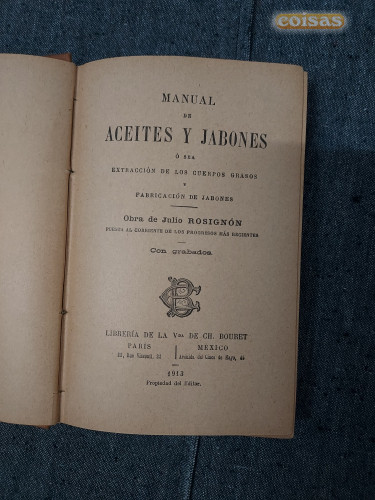 coisas
MANUAL
DE
ACEITES Y JABONES
Ó SEA
EXTRACCIÓN DE LOS CUERPOS GRASOS
Y
FABRICACIÓN DE JABONES
Obra de Julio ROSIGNÓN
PUESTA AL CORRIENTE DE LOS PROGRESOS MÁS RECIENTES
Con grabados
CB
LIBRERÍA DE LA Vda DE CH. BOURET
PARÍS
23, Rue Visconti, 23
MÉXICO
Avenida del Cinco de Mayo, 45
1913
Propiedad del Editor.